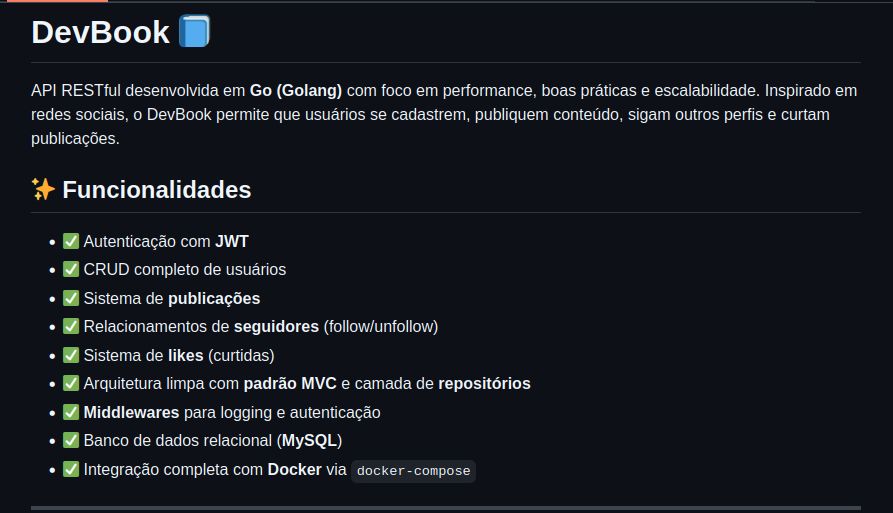 DevBook
API RESTful desenvolvida em Go (Golang) com foco em performance, boas práticas e escalabilidade. Inspirado em
redes sociais, o DevBook permite que usuários se cadastrem, publiquem conteúdo, sigam outros perfis e curtam
publicações.
Funcionalidades
Autenticação com JWT
CRUD completo de usuários
Sistema de publicações
Relacionamentos de seguidores (follow/unfollow)
Sistema de likes (curtidas)
Arquitetura limpa com padrão MVC e camada de repositórios
Middlewares para logging e autenticação
Banco de dados relacional (MySQL)
Integração completa com Docker via docker-compose